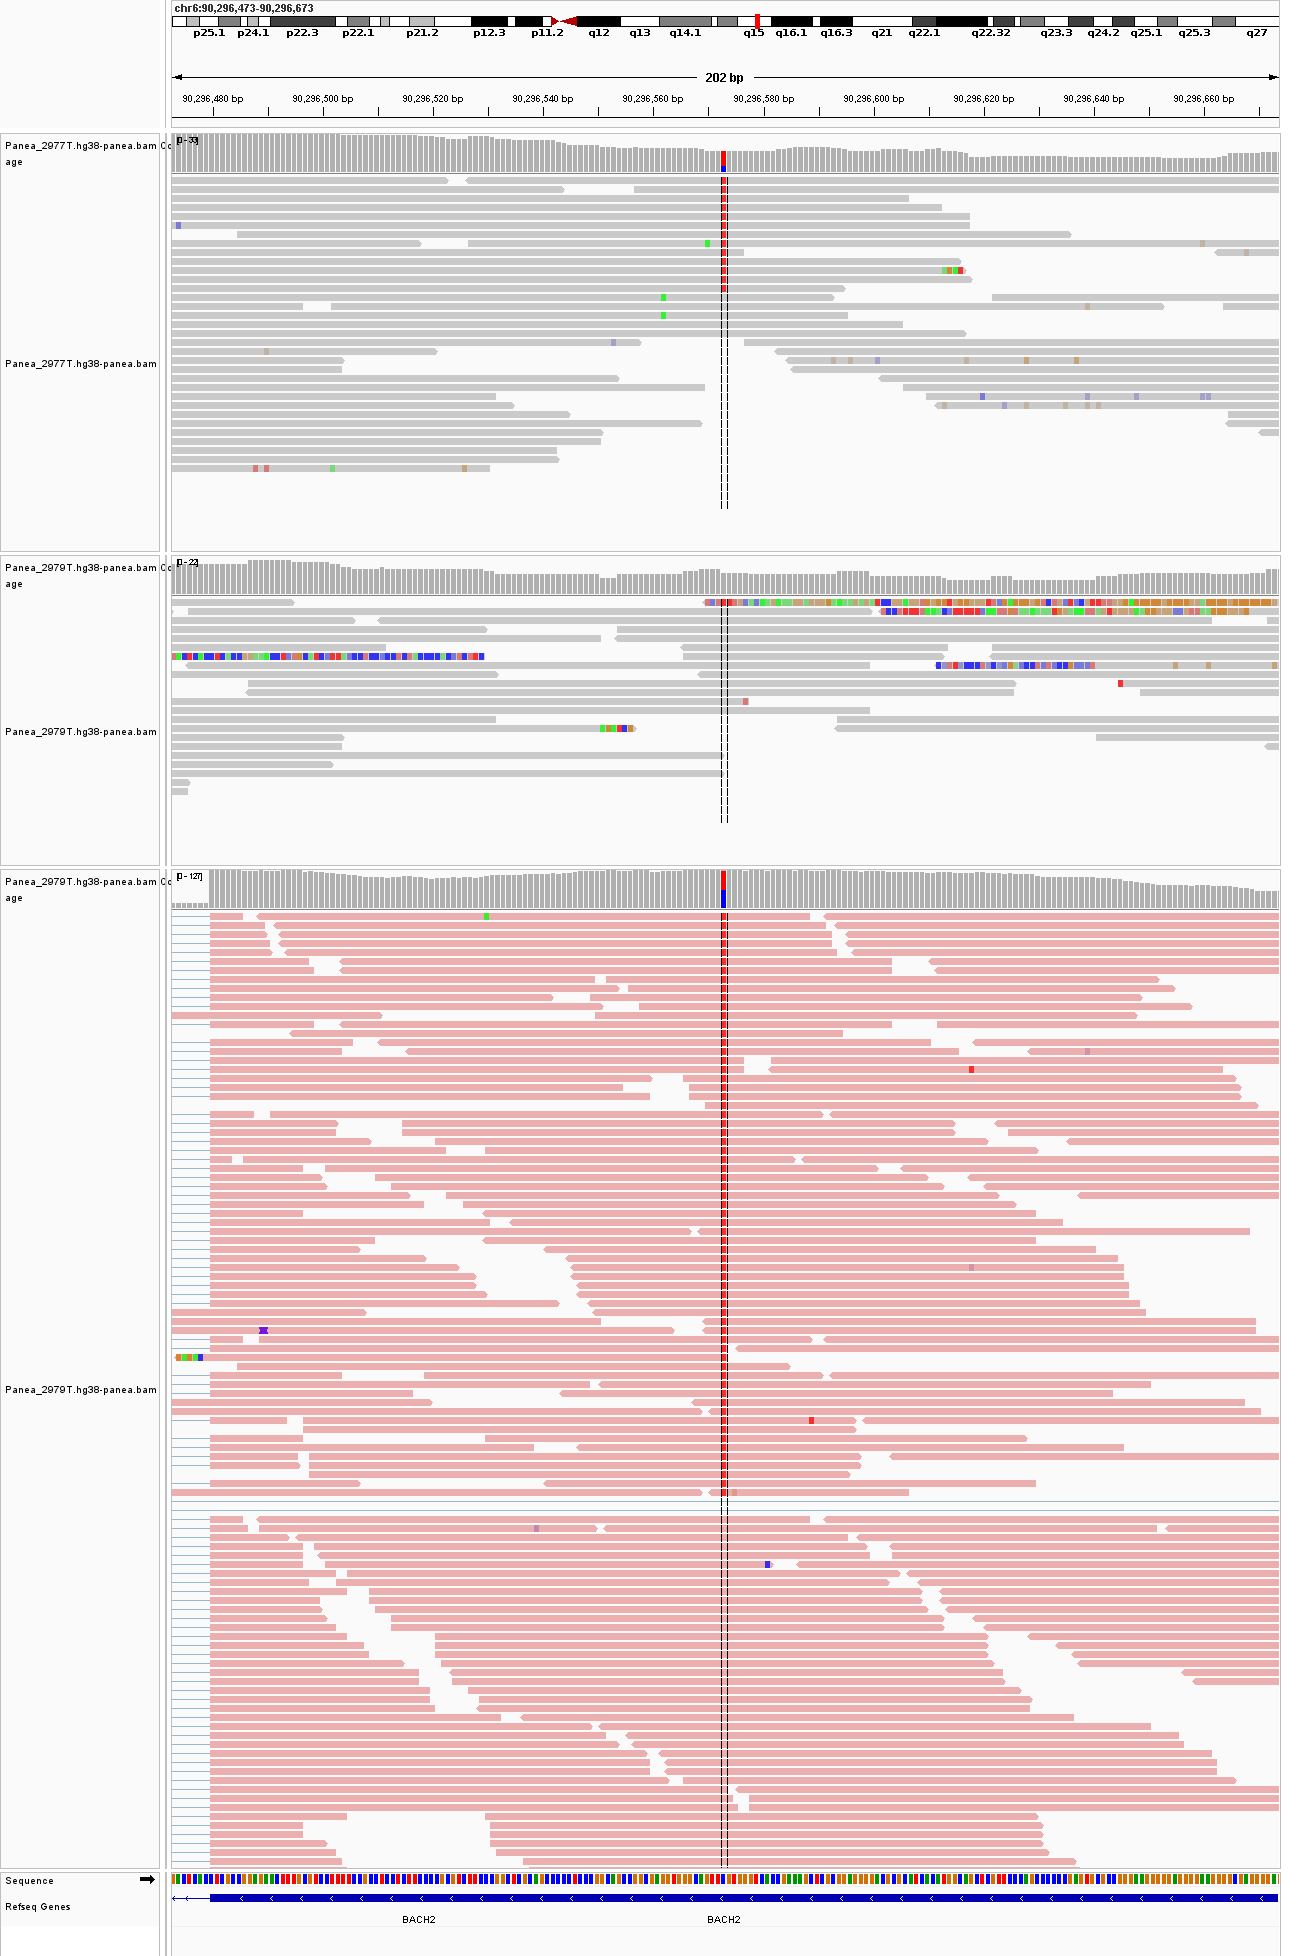 chr6:90,296,473-90,296,673
p25.1 p24.1 p22.3 p22.1 p21.2 p12.3 p11.2 q12 q13 q14.1 q15 q16.1 q16.3 q21 q22.1 q22.32 q23.3 q24.2 q25.1 q25.3 q27
202 bp
90,296,480 bp 90,296,500 bp 90,296,520 bp 90,296,540 bp 90,296,560 bp 90,296,580 bp 90,296,600 bp 90,296,620 bp 90,296,640 bp 90,296,660 bp
Panea_2977T.hg38-panea.bam Co
age
[0-33]
Panea_2977T.hg38-panea.bam
Panea_2979T.hg38-panea.bam Co
age
[0-22]
Panea_2979T.hg38-panea.bam
Panea_2979T.hg38-panea.bam Co
age
[0-127]
Panea_2979T.hg38-panea.bam
Sequence
Refseq Genes
BACH2 BACH2